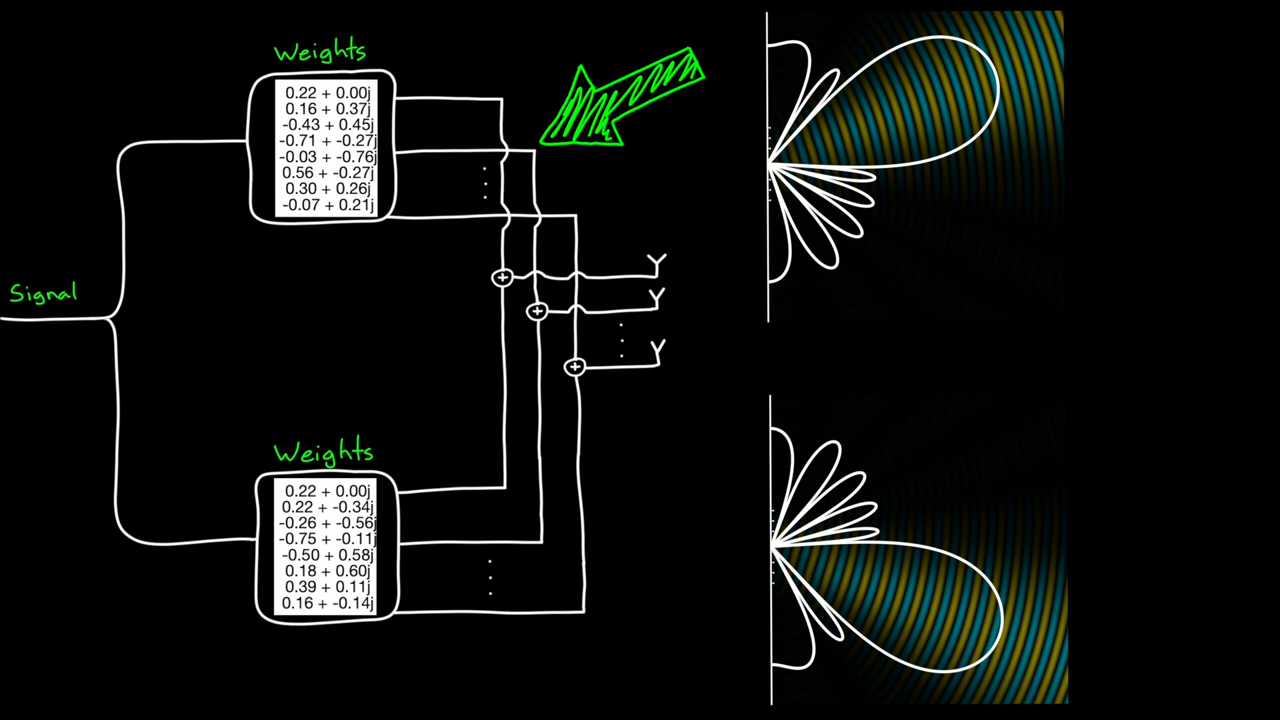 Weights
0.22 + 0.00j
0.16 + 0.37j
-0.43 + 0.45j
-0.71 + -0.27j
-0.03 + -0.76j
0.56 + -0.27j
0.30 + 0.26j
-0.07 + 0.21j
Signal
Weights
0.22 + 0.00j
0.22 + -0.34j
-0.26 + -0.56j
-0.75 + -0.11j
-0.50 + 0.58j
0.18 + 0.60j
0.39 + 0.11j
0.16 + -0.14j